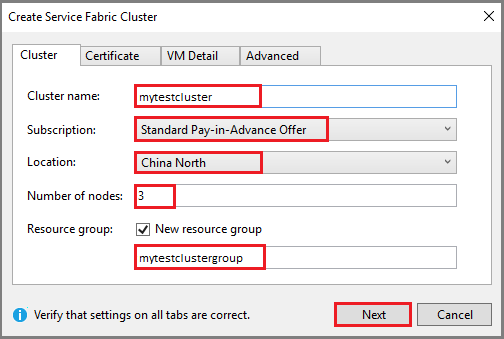 Create Service Fabric Cluster
Cluster Certificate VM Detail Advanced
Cluster name: mytestcluster
Subscription: Standard Pay-in-Advance Offer
Location: China North
Number of nodes: 3
Resource group: New resource group
mytestclustergroup
Verify that settings on all tabs are correct. Next Cancel